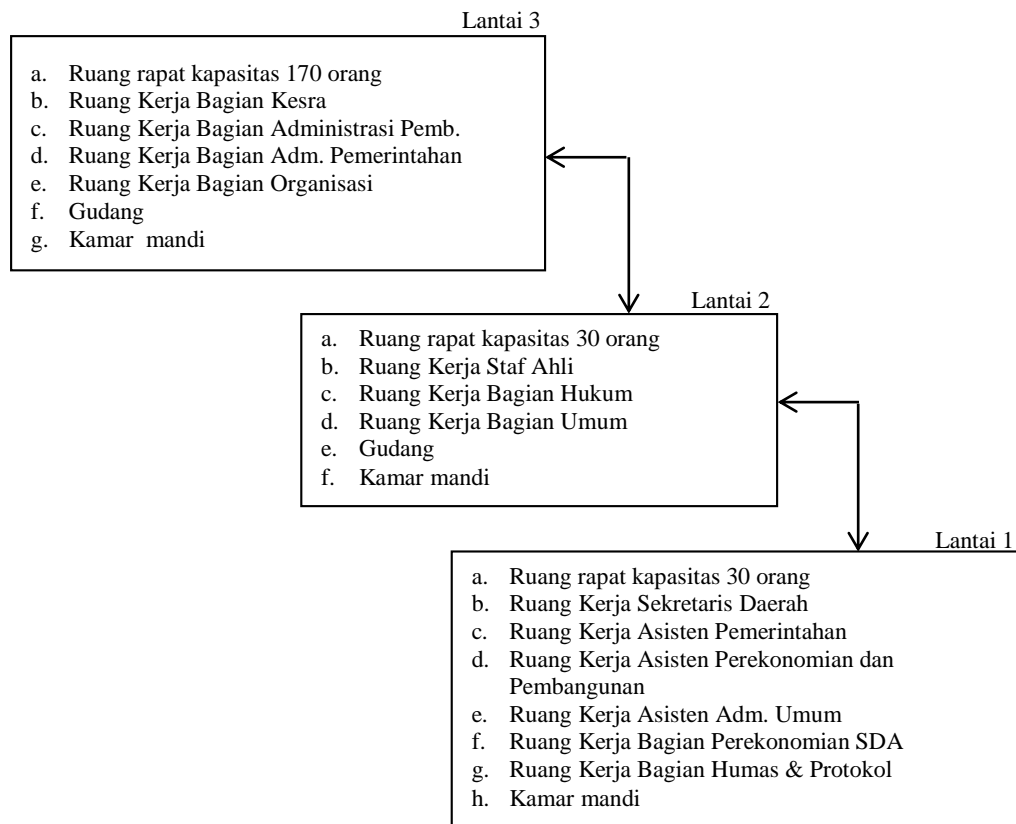 Lantai 3
a. Ruang rapat kapasitas 170 orang
b. Ruang Kerja Bagian Kesra
c. Ruang Kerja Bagian Administrasi Pemb.
d. Ruang Kerja Bagian Adm. Pemerintahan
e. Ruang Kerja Bagian Organisasi
f. Gudang
g. Kamar mandi
Lantai 2
a. Ruang rapat kapasitas 30 orang
b. Ruang Kerja Staf Ahli
c. Ruang Kerja Bagian Hukum
d. Ruang Kerja Bagian Umum
e. Gudang
f. Kamar mandi
Lantai 1
a. Ruang rapat kapasitas 30 orang
b. Ruang Kerja Sekretaris Daerah
c. Ruang Kerja Asisten Pemerintahan
d. Ruang Kerja Asisten Perekonomian dan
Pembangunan
e. Ruang Kerja Asisten Adm. Umum
f. Ruang Kerja Bagian Perekonomian SDA
g. Ruang Kerja Bagian Humas & Protokol
h. Kamar mandi